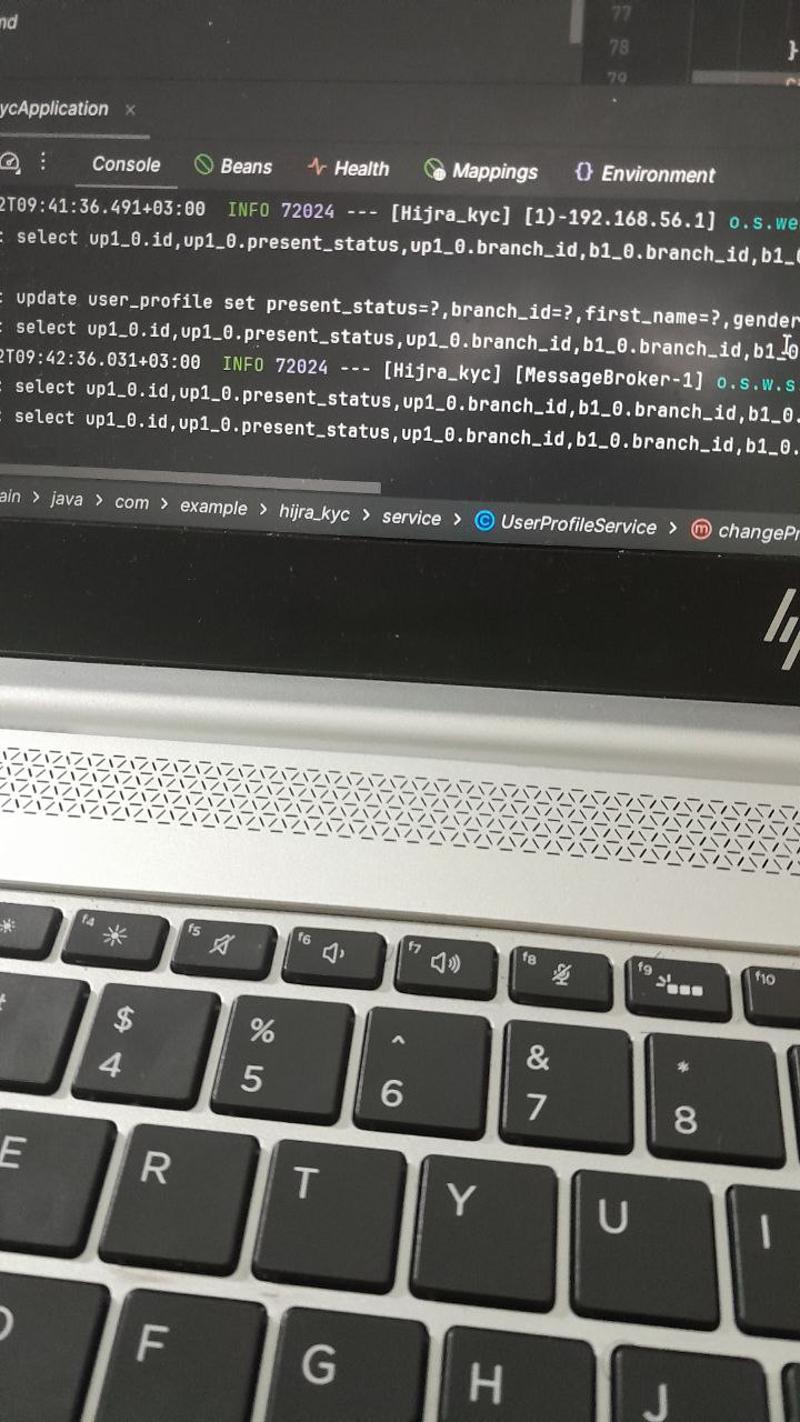 nd
77
78
}
79
ycApplication ×
Console Beans Health Mappings Environment
2T09:41:36.491+03:00 INFO 72024 --- [Hijra_kyc] [1)-192.168.56.1] o.s.we
: select up1_0.id,up1_0.present_status,up1_0.branch_id,b1_0.branch_id,b1_0
: update user_profile set present_status=?,branch_id=?,first_name=?,gender
: select up1_0.id,up1_0.present_status,up1_0.branch_id,b1_0.branch_id,b1_0
2T09:42:36.031+03:00 INFO 72024 --- [Hijra_kyc] [MessageBroker-1] o.s.w.s
: select up1_0.id,up1_0.present_status,up1_0.branch_id,b1_0.branch_id,b1_0.
: select up1_0.id,up1_0.present_status,up1_0.branch_id,b1_0.branch_id,b1_0.
ain > java > com > example > hijra_kyc > service > © UserProfileService > ⓜ changePr
hp
f4 f5 f6 f7 f8 f9 f10
$ % ^ & *
4 5 6 7 8
E R T Y U I
D F G H J